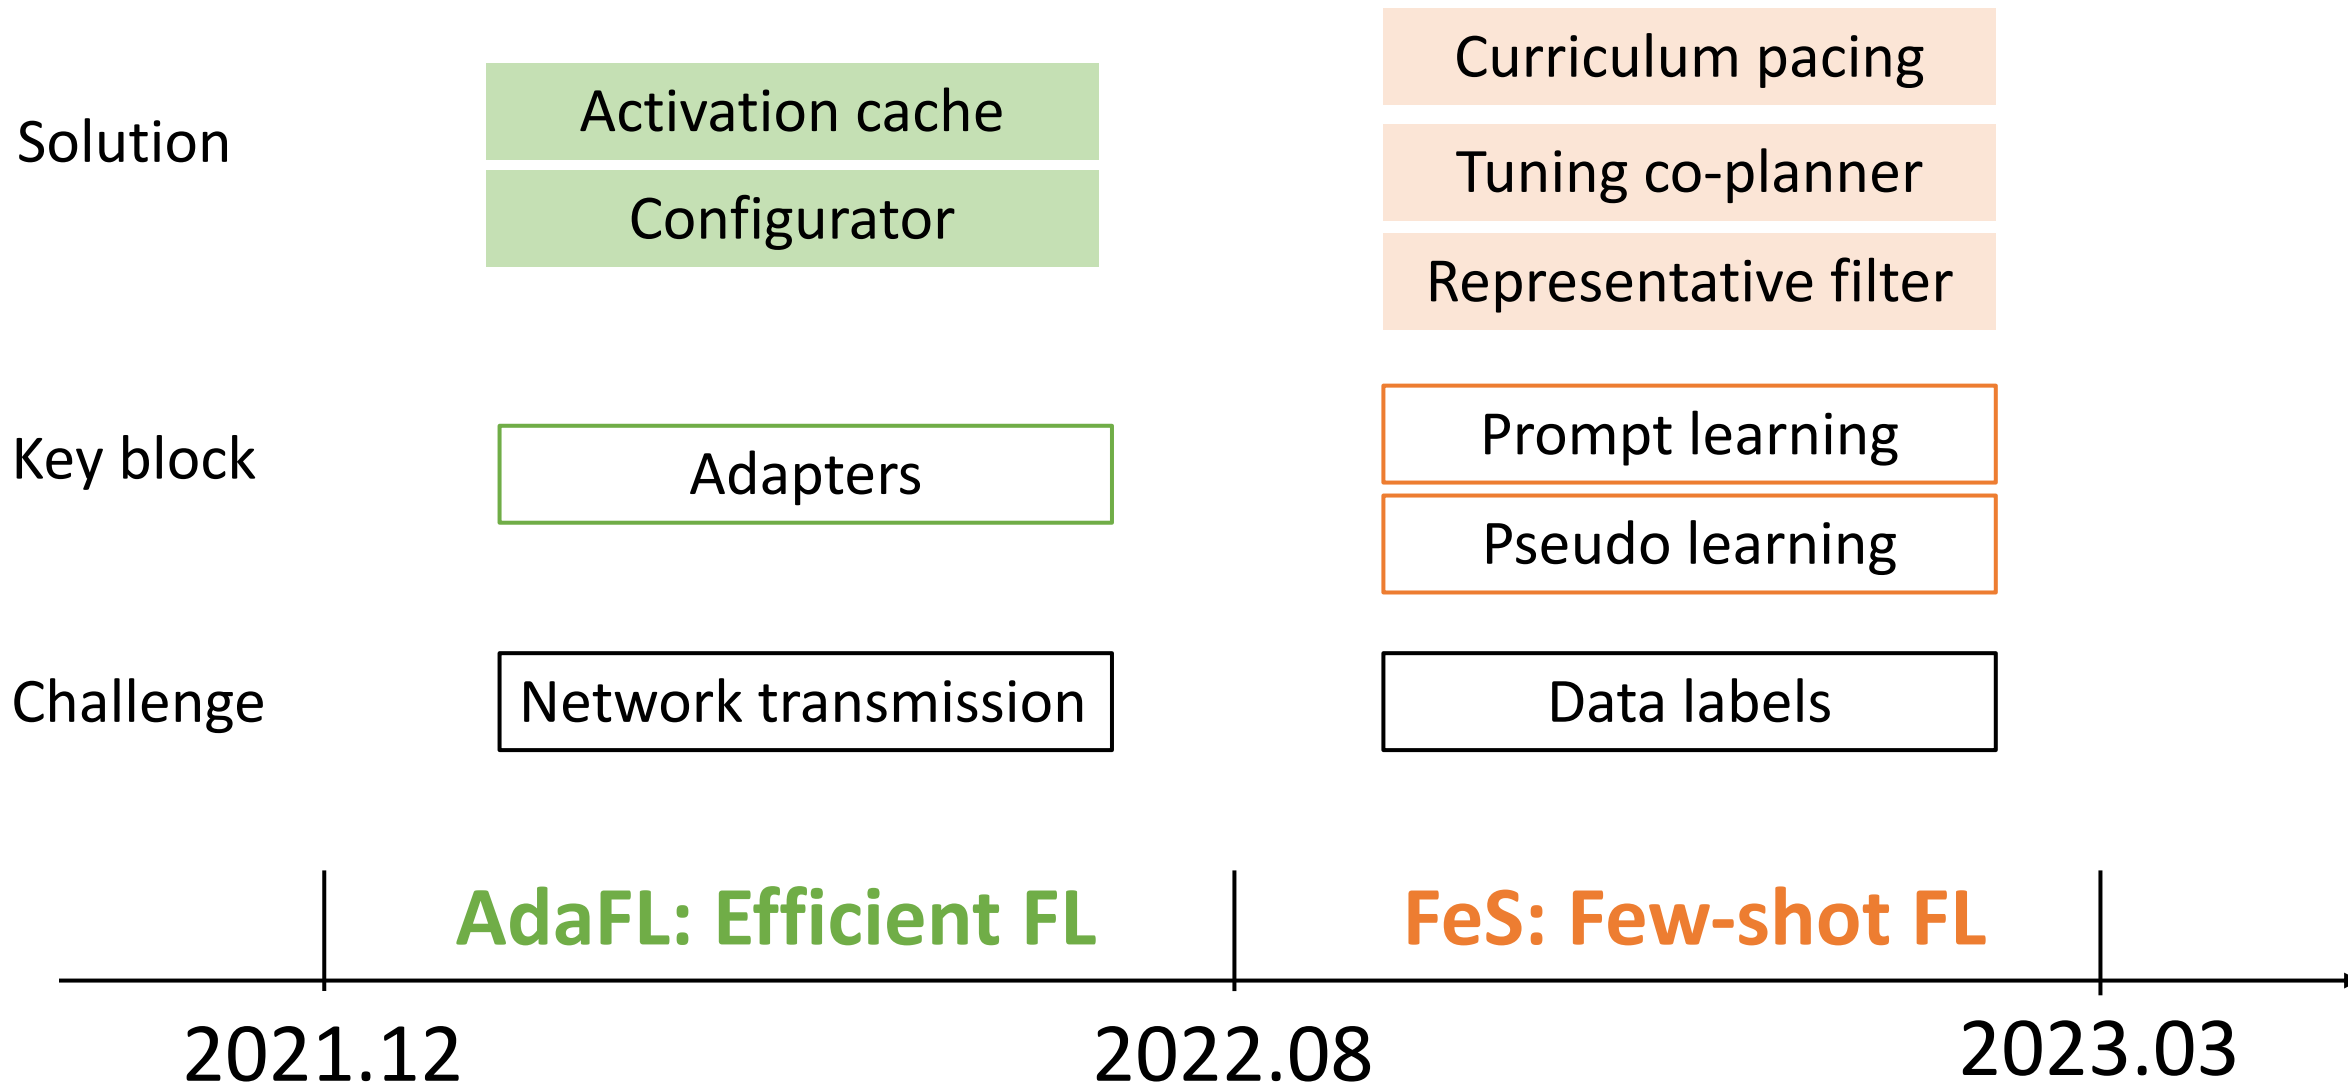 Solution
Activation cache
Configurator
Curriculum pacing
Tuning co-planner
Representative filter
Key block
Adapters
Prompt learning
Pseudo learning
Challenge
Network transmission
Data labels
AdaFL: Efficient FL
FeS: Few-shot FL
2021.12
2022.08
2023.03